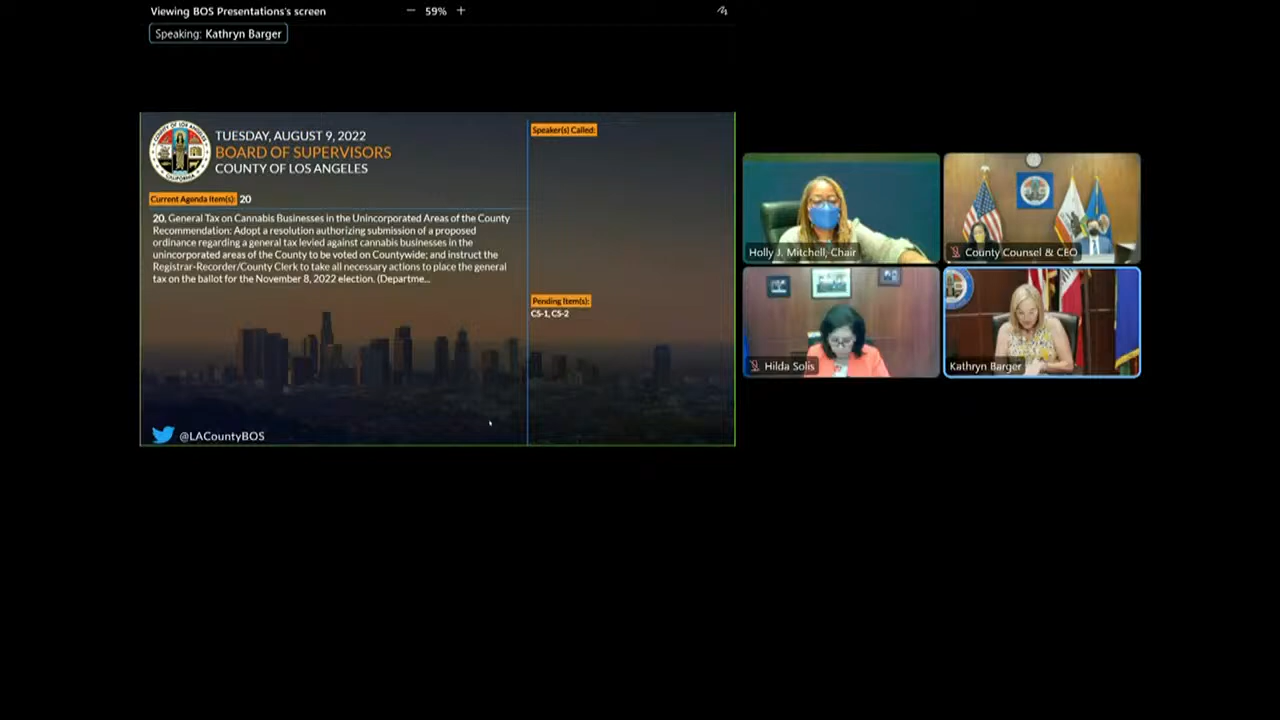 Viewing BOS Presentations's screen
59%
Speaking: Kathryn Barger
TUESDAY, AUGUST 9, 2022
BOARD OF SUPERVISORS
COUNTY OF LOS ANGELES
Current Agenda Item(s): 20
20. General Tax on Cannabis Businesses in the Unincorporated Areas of the County
Recommendation: Adopt a resolution authorizing submission of a proposed
ordinance regarding a general tax levied against cannabis businesses in the
unincorporated areas of the County to be voted on Countywide; and instruct the
Registrar-Recorder/County Clerk to take all necessary actions to place the general
tax on the ballot for the November 8, 2022 election. (Departme...
@LACountyBOS
Speaker(s) Called:
Pending Item(s):
CS-1, CS-2
Holly J. Mitchell, Chair
County Counsel & CEO
Hilda Solis
Kathryn Barger